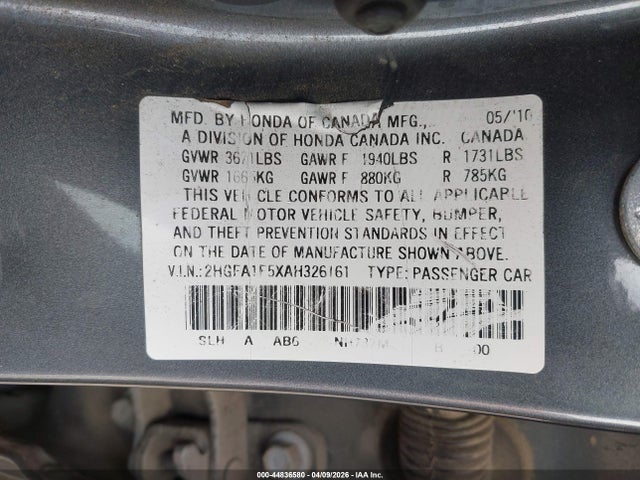 MFD. BY HONDA OF CANADA MFG., 05/'10
A DIVISION OF HONDA CANADA INC. CANADA
GVWR LBS GAWR F 1940LBS R 1731LBS
GVWR KG GAWR F 880KG R 785KG
THIS VEHICLE CONFORMS TO ALL APPLICABLE
FEDERAL MOTOR VEHICLE SAFETY, BUMPER,
AND THEFT PREVENTION STANDARDS IN EFFECT
ON THE DATE OF MANUFACTURE SHOWN ABOVE.
V.I.N.: TYPE: PASSENGER CAR
SLH A AB6
000-44836580 | 04/09/2026 | IAA Inc.